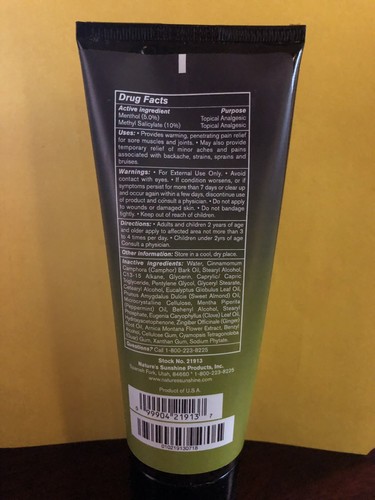 Drug Facts
Active ingredient Purpose
Menthol (5.0%) Topical Analgesic
Methyl Salicylate (10%) Topical Analgesic
Uses: • Provides warming, penetrating pain relief
for sore muscles and joints. • May also provide
temporary relief of minor aches and pains
associated with backache, strains, sprains and
bruises.
Warnings: • For External Use Only. • Avoid
contact with eyes. • If condition worsens, or if
symptoms persist for more than 7 days or clear up
and occur again within a few days, discontinue use
of product and consult a physician. • Do not apply
to wounds or damaged skin. • Do not bandage
tightly. • Keep out of reach of children.
Directions: • Adults and children 2 years of age
and older apply to affected area not more than 3
to 4 times per day. • Children under 2yrs of age
Consult a physician.
Other Information: Store in a cool, dry place.
Inactive Ingredients: Water, Cinnamomum
Camphora (Camphor) Bark Oil, Stearyl Alcohol,
C13-15 Alkane, Glycerin, Caprylic/ Capric
Triglyceride, Pentylene Glycol, Glyceryl Stearate,
Cetearyl Alcohol, Eucalyptus Globulus Leaf Oil,
Prunus Amygdalus Dulce (Sweet Almond) Oil,
Microcrystalline Cellulose, Mentha Piperita
(Peppermint) Oil, Behenyl Alcohol, Stearyl
Phosphate, Eugenia Caryophyllus (Clove) Leaf Oil,
Hydroxyacetophenone, Zingiber Officinale (Ginger)
Root Oil, Arnica Montana Flower Extract, Benzyl
Alcohol, Cellulose Gum, Cyamopsis Tetragonoloba
(Guar) Gum, Xanthan Gum, Sodium Phytate.
Questions? Call 1-800-223-8225
Stock No. 21913
Nature's Sunshine Products, Inc.
Spanish Fork, Utah, 84660 * 1-800-223-8225
www.naturessunshine.com
Product of U.S.A.
99904 21913 7
010219130718